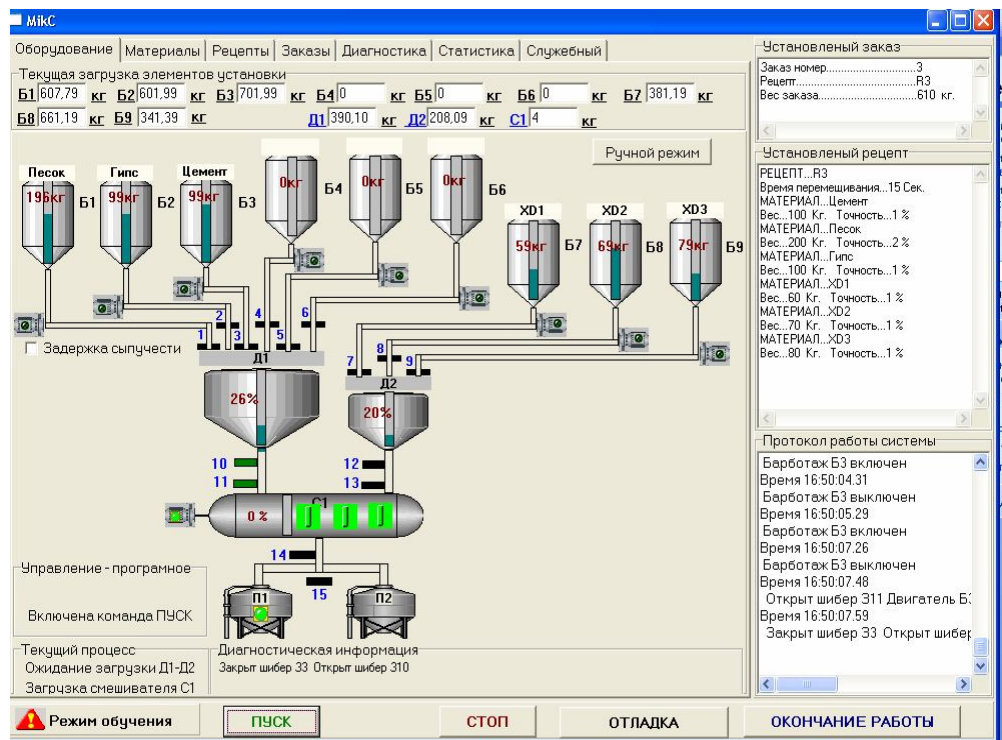 MikC
Оборудование Материалы Рецепты Заказы Диагностика Статистика Служебный
Текущая загрузка элементов установки
Б1 607,79 кг Б2 601,99 кг Б3 701,99 кг Б4 0 кг Б5 0 кг Б6 0 кг Б7 381,19 кг
Б8 661,19 кг Б9 341,39 кг Д1 390,10 кг Д2 208,09 кг С1 4 кг
Ручной режим
Песок Гипс Цемент
196кг Б1 99кг Б2 99кг Б3 0кг Б4 0кг Б5 0кг Б6
XD1 XD2 XD3
59кг Б7 69кг Б8 79кг Б9
1 2 3 4 5 6
7 8 9
Задержка сыпучести
Д1
Д2
26%
20%
10 12
11 13
С1
0 %
14
15
П1 П2
Управление - програмное
Включена команда ПУСК
Текущий процесс
Ожидание загрузки Д1-Д2
Загрузка смешивателя С1
Диагностическая информация
Закрыт шибер З3 Открыт шибер З10
Установленый заказ
Заказ номер......................3
Рецепт..............................R3
Вес заказа........................610 кг.
Установленый рецепт
РЕЦЕПТ...R3
Время перемещивания...15 Сек.
МАТЕРИАЛ...Цемент
Вес...100 Кг. Точность...1 %
МАТЕРИАЛ...Песок
Вес...200 Кг. Точность...2 %
МАТЕРИАЛ...Гипс
Вес...100 Кг. Точность...1 %
МАТЕРИАЛ...XD1
Вес...60 Кг. Точность...1 %
МАТЕРИАЛ...XD2
Вес...70 Кг. Точность...1 %
МАТЕРИАЛ...XD3
Вес...80 Кг. Точность...1 %
Протокол работы системы
Барботаж Б3 включен
Время 16:50:04.31
Барботаж Б3 выключен
Время 16:50:05.29
Барботаж Б3 включен
Время 16:50:07.26
Барботаж Б3 выключен
Время 16:50:07.48
Открыт шибер З11 Двигатель
Время 16:50:07.59
Закрыт шибер З3 Открыт шибер
Режим обучения ПУСК СТОП ОТЛАДКА ОКОНЧАНИЕ РАБОТЫ